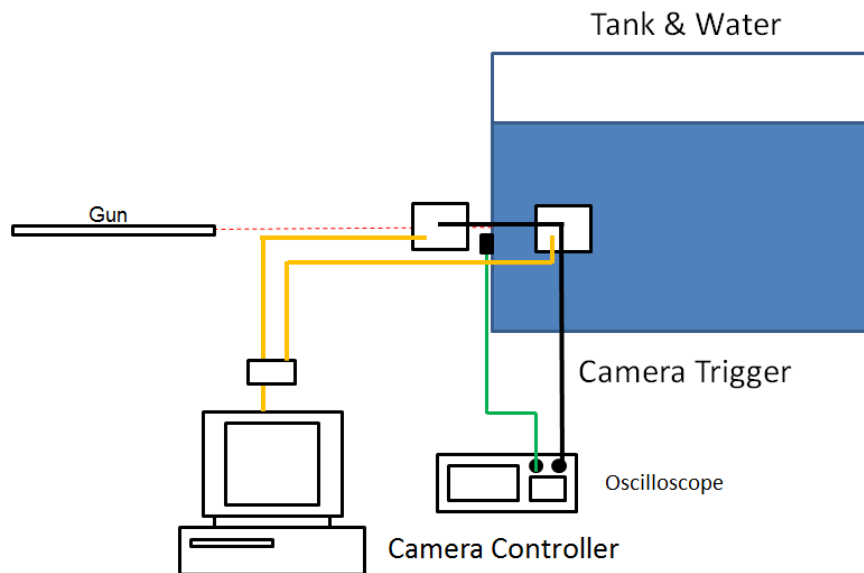 Tank & Water
Gun
Camera Trigger
Oscilloscope
Camera Controller